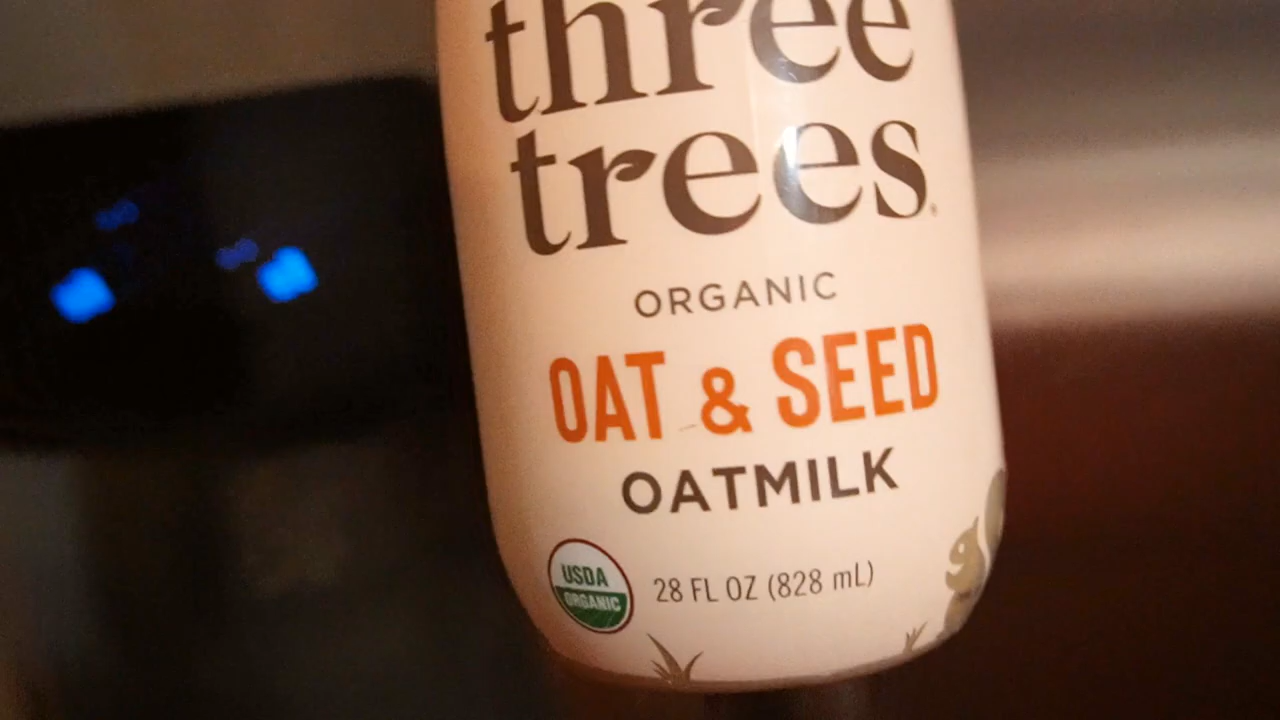 three
trees®
ORGANIC
OAT & SEED
OATMILK
USDA
ORGANIC
28 FL OZ (828 mL)